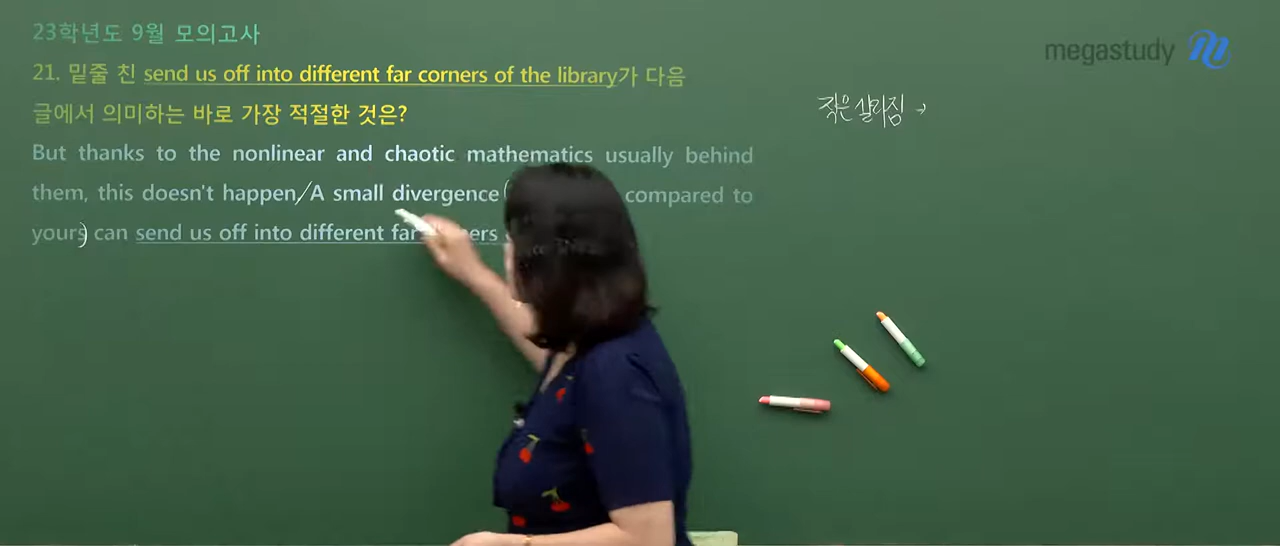 23학년도 9월 모의고사
megastudy
21. 밑줄 친 send us off into different far corners of the library가 다음
글에서 의미하는 바로 가장 적절한 것은?
작은 갈라짐 →
But thanks to the nonlinear and chaotic mathematics usually behind
them, this doesn't happen/A small divergence ( compared to
yours) can send us off into different far